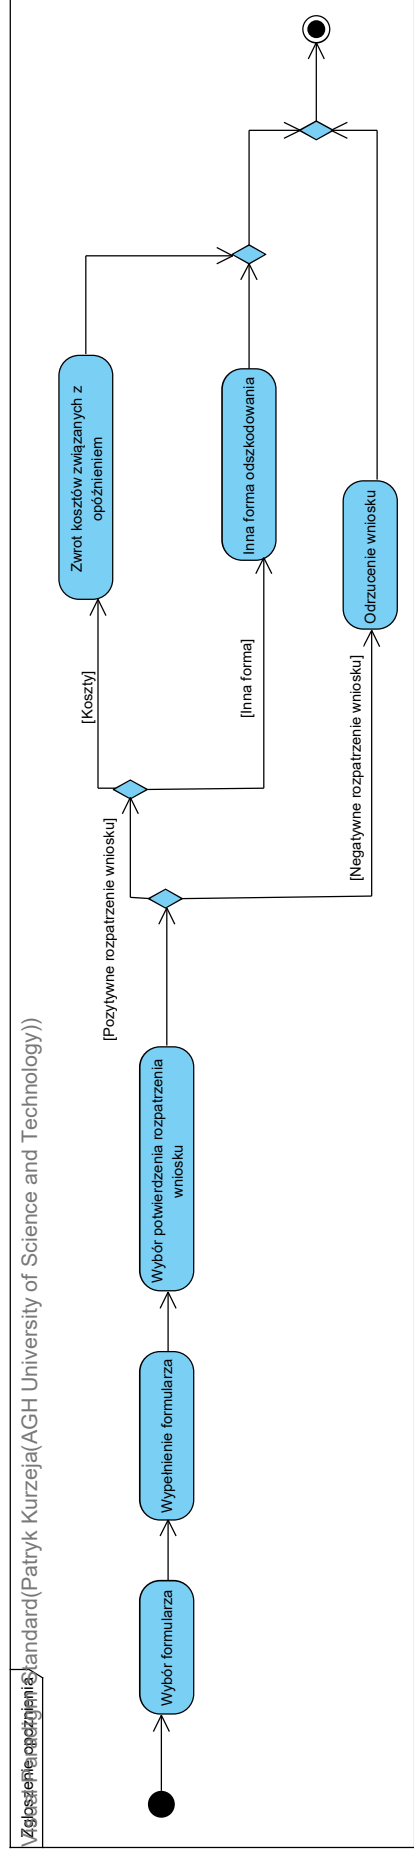 Visual Paradigm Standard(Patryk Kurzeja(AGH University of Science and Technology))
Zgłoszenie opóźnienia
Wybór formularza
Wypełnienie formularza
Wybór potwierdzenia rozpatrzenia
wniosku
[Pozytywne rozpatrzenie wniosku]
[Negatywne rozpatrzenie wniosku]
[Koszty]
[Inna forma]
Zwrot kosztów związanych z
opóźnieniem
Inna forma odszkodowania
Odrzucenie wniosku